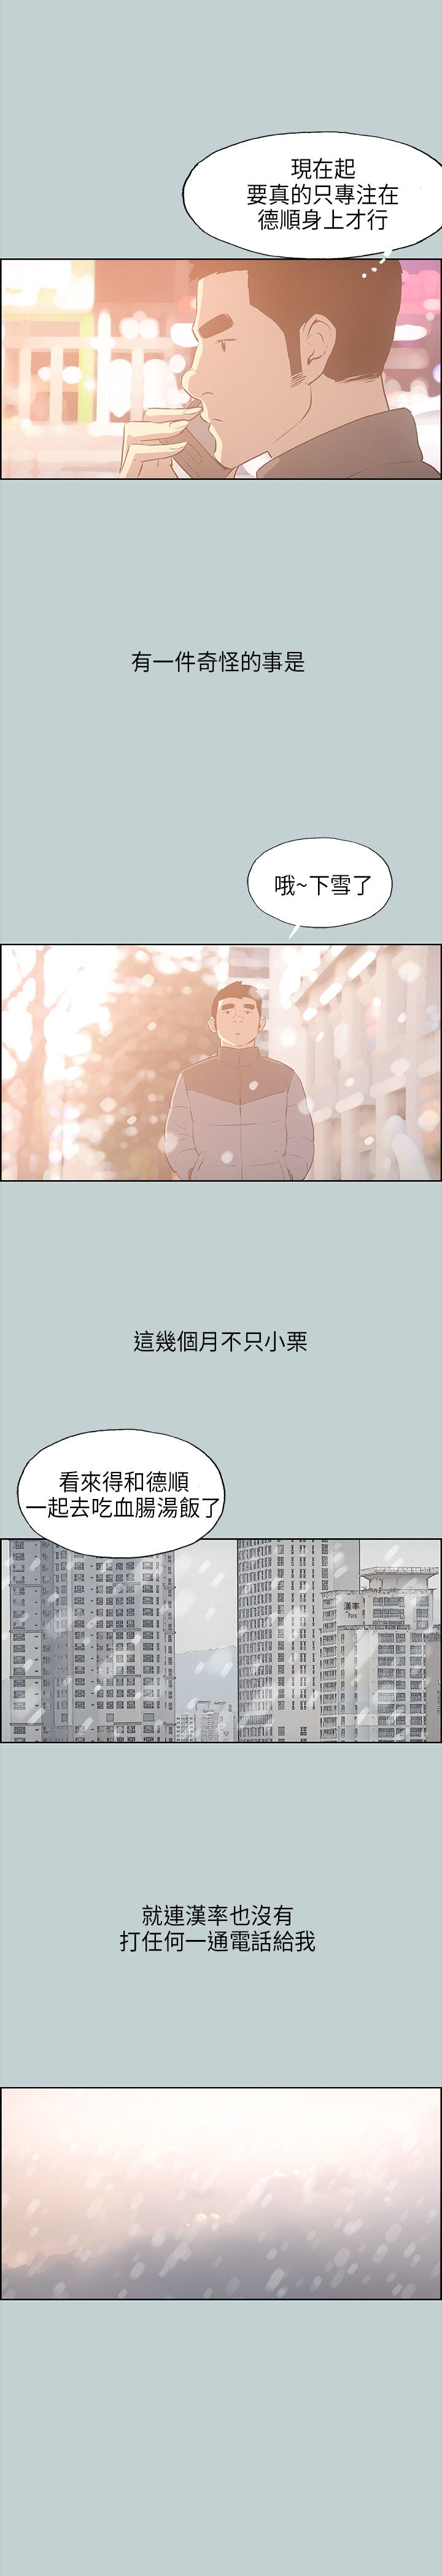 現在起
要真的只專注在
德順身上才行
有一件奇怪的事是
哦~下雪了
這幾個月不只小栗
看來得和德順
一起去吃血腸湯飯了
漢率
Park
就連漢率也沒有
打任何一通電話給我